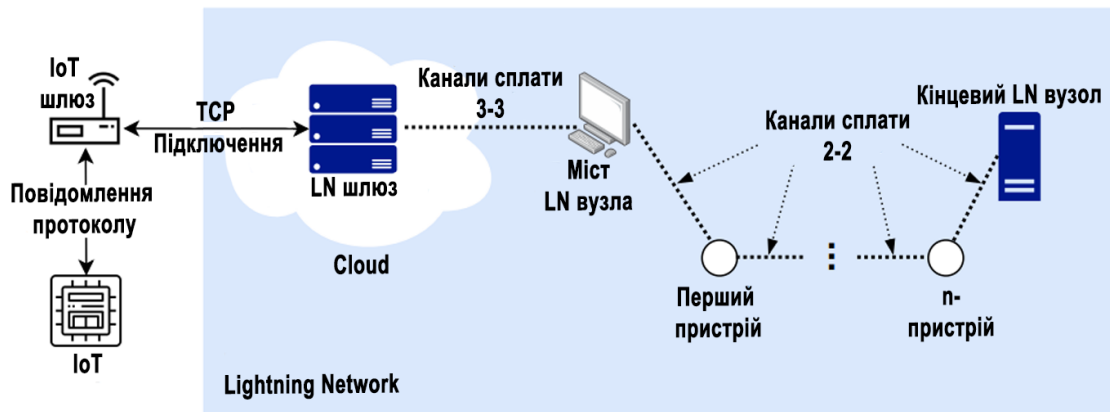 IoT
шлюз
TCP
Підключення
Повідомлення
протоколу
IoT
LN шлюз
Cloud
Канали сплати
3-3
Міст
LN вузла
Канали сплати
2-2
Кінцевий LN вузол
Перший
пристрій
n-
пристрій
Lightning Network